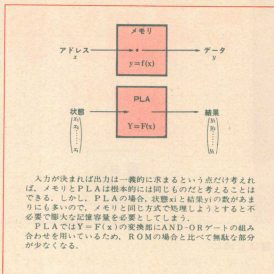 メモリ
アドレス
x
y=f(x)
データ
y
PLA
状態
Y=F(x)
結果
入力が決まれば出力は一義的に求まるという点だけ考えれ
ば、メモリとPLAは根本的には同じものだと考えることは
できる。しかし、PLAの場合、状態xiと結果yiの数があま
りにも多いので、メモリと同じ方式で処理しようとすると不
必要で膨大な記憶容量を必要としてしまう。
PLAではY=F(x)の変換部にAND-ORゲートの組み
合わせを用いているため、ROMの場合と比べて無駄な部分
が少なくなる。